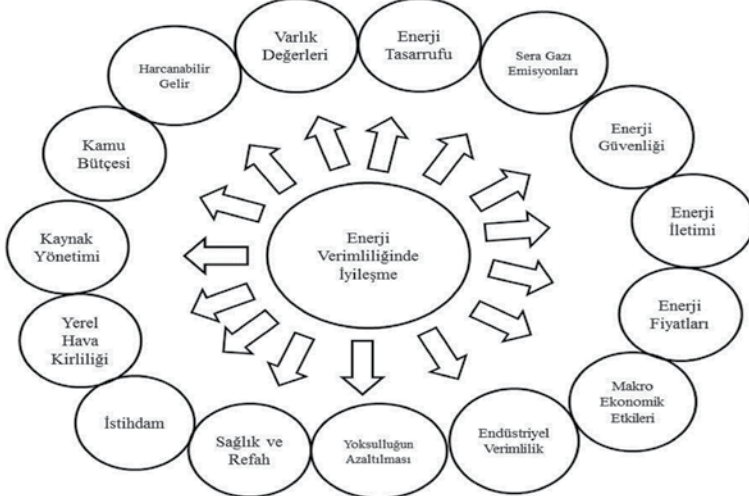 Varlık
Değerleri
Enerji
Tasarrufu
Sera Gazı
Emisyonları
Enerji
Güvenliği
Enerji
İletimi
Enerji
Fiyatları
Makro
Ekonomik
Etkileri
Endüstriyel
Verimlilik
Yoksulluğun
Azaltılması
Sağlık ve
Refah
İstihdam
Yerel
Hava
Kirliliği
Kaynak
Yönetimi
Kamu
Bütçesi
Harcanabilir
Gelir
Enerji
Verimliliğinde
İyileşme